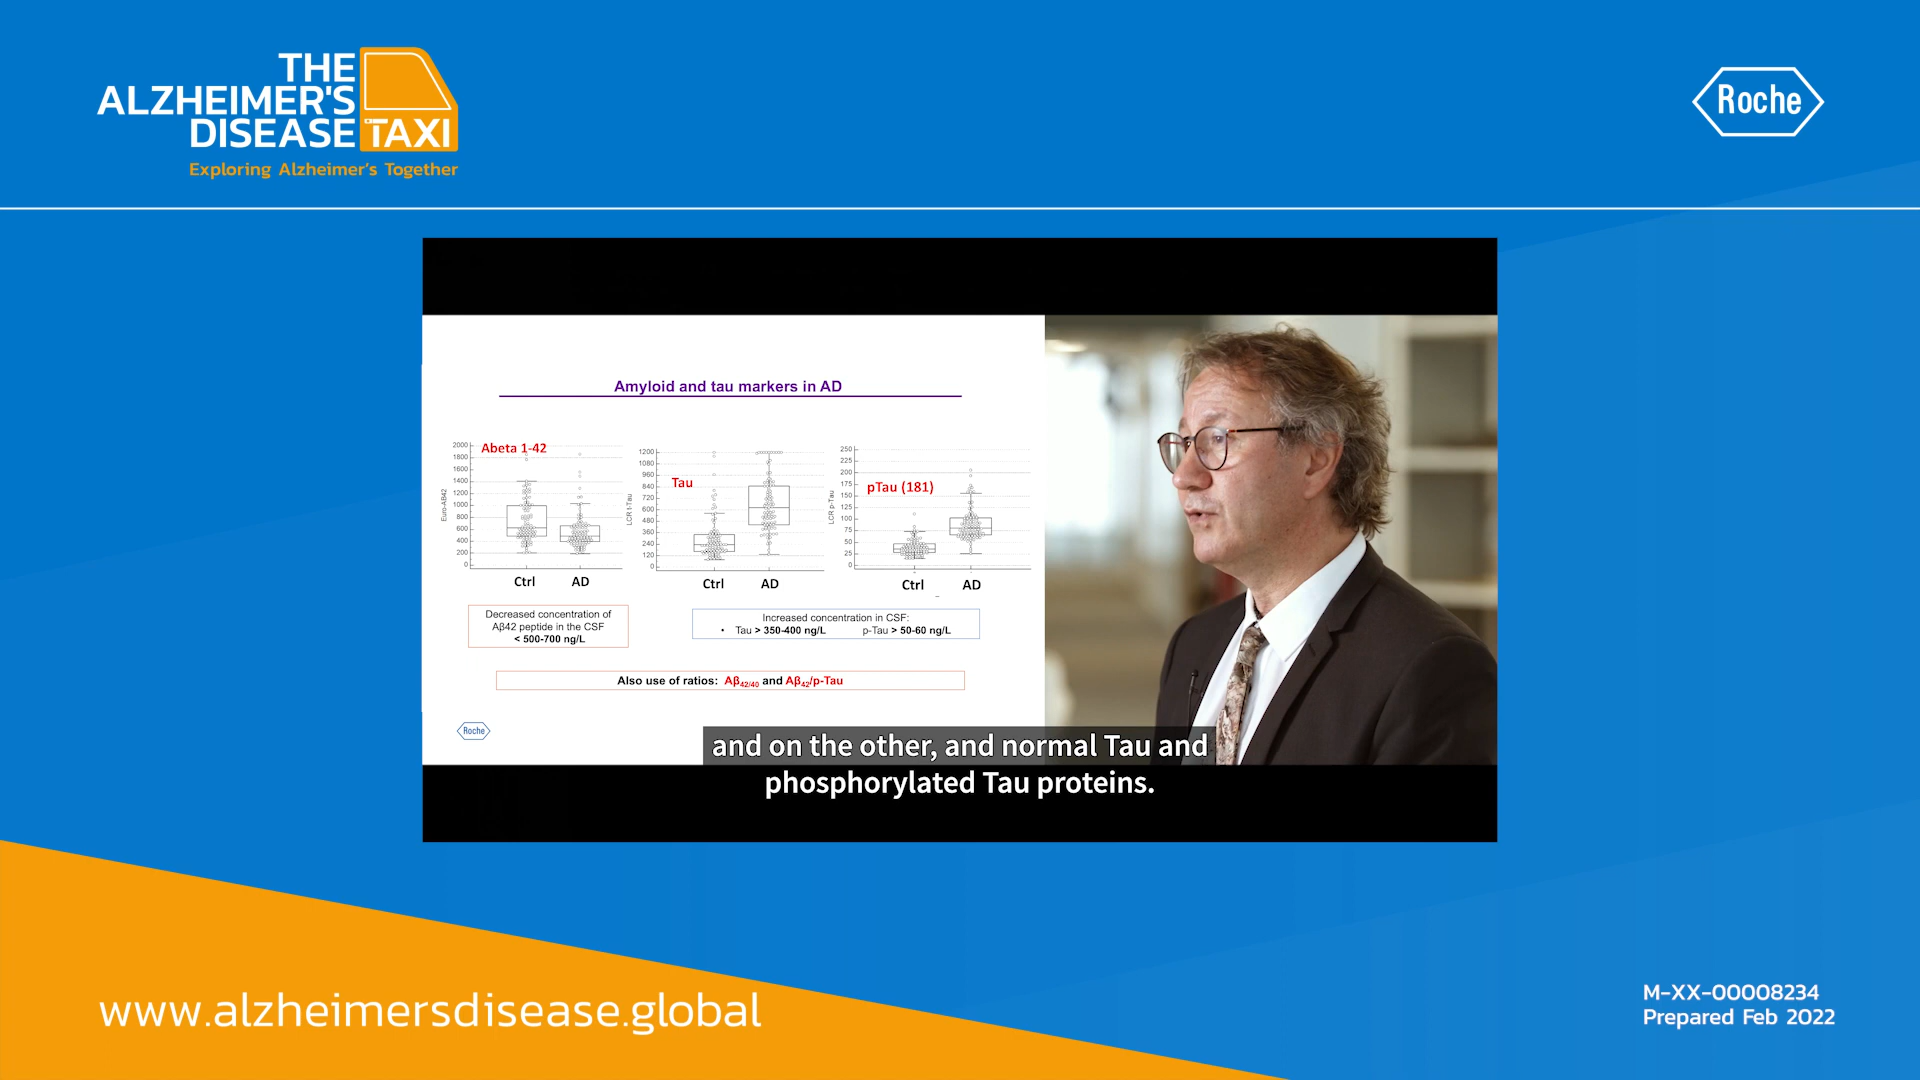 THE
ALZHEIMER'S
DISEASE TAXI
Exploring Alzheimer's Together
Roche
Amyloid and tau markers in AD
Abeta 1-42
2000
1800
1600
1400
1200
1000
800
600
400
200
0
Euro-AB42
Ctrl AD
Tau
1200
1080
960
840
720
600
480
360
240
120
0
LCR t-Tau
Ctrl AD
pTau (181)
250
225
200
175
150
125
100
75
50
25
0
LCR p-Tau
Ctrl AD
Decreased concentration of
Aβ42 peptide in the CSF
< 500-700 ng/L
Increased concentration in CSF:
• Tau > 350-400 ng/L p-Tau > 50-60 ng/L
Also use of ratios: Aβ42/40 and Aβ42/p-Tau
Roche
and on the other, and normal Tau and
phosphorylated Tau proteins.
www.alzheimersdisease.global
M-XX-00008234
Prepared Feb 2022